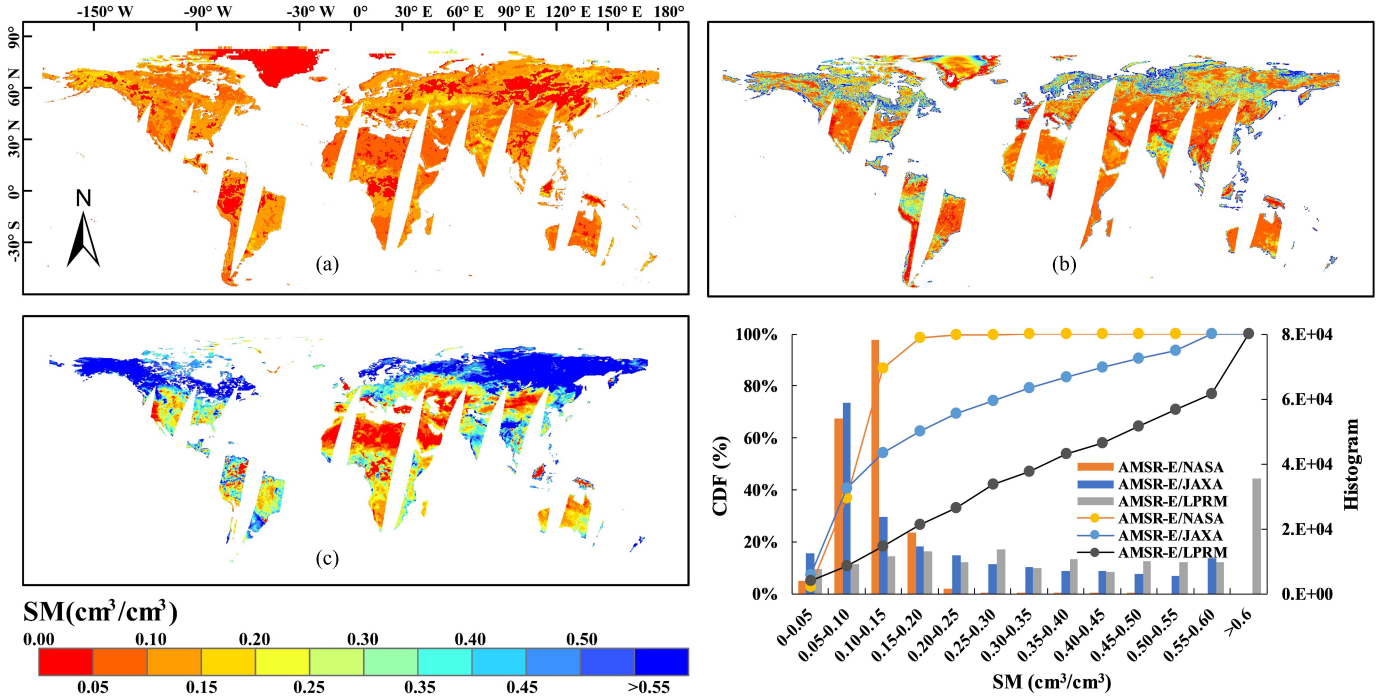 -150° W -90° W -30° W 0° 30° E 60° E 90° E 120° E 150° E 180°
90°
60° N
30° N
0°
-30° S
N
(a)
(b)
(c)
SM(cm³/cm³)
0.00 0.10 0.20 0.30 0.40 0.50
0.05 0.15 0.25 0.35 0.45 >0.55
100% 8.E+04
80% 6.E+04
60% 4.E+04
40% 2.E+04
20% 0.E+00
0%
CDF (%)
Histogram
AMSR-E/NASA
AMSR-E/JAXA
AMSR-E/LPRM
AMSR-E/NASA
AMSR-E/JAXA
AMSR-E/LPRM
0-0.05 0.05-0.10 0.10-0.15 0.15-0.20 0.20-0.25 0.25-0.30 0.30-0.35 0.35-0.40 0.40-0.45 0.45-0.50 0.50-0.55 0.55-0.60 >0.6
SM (cm³/cm³)